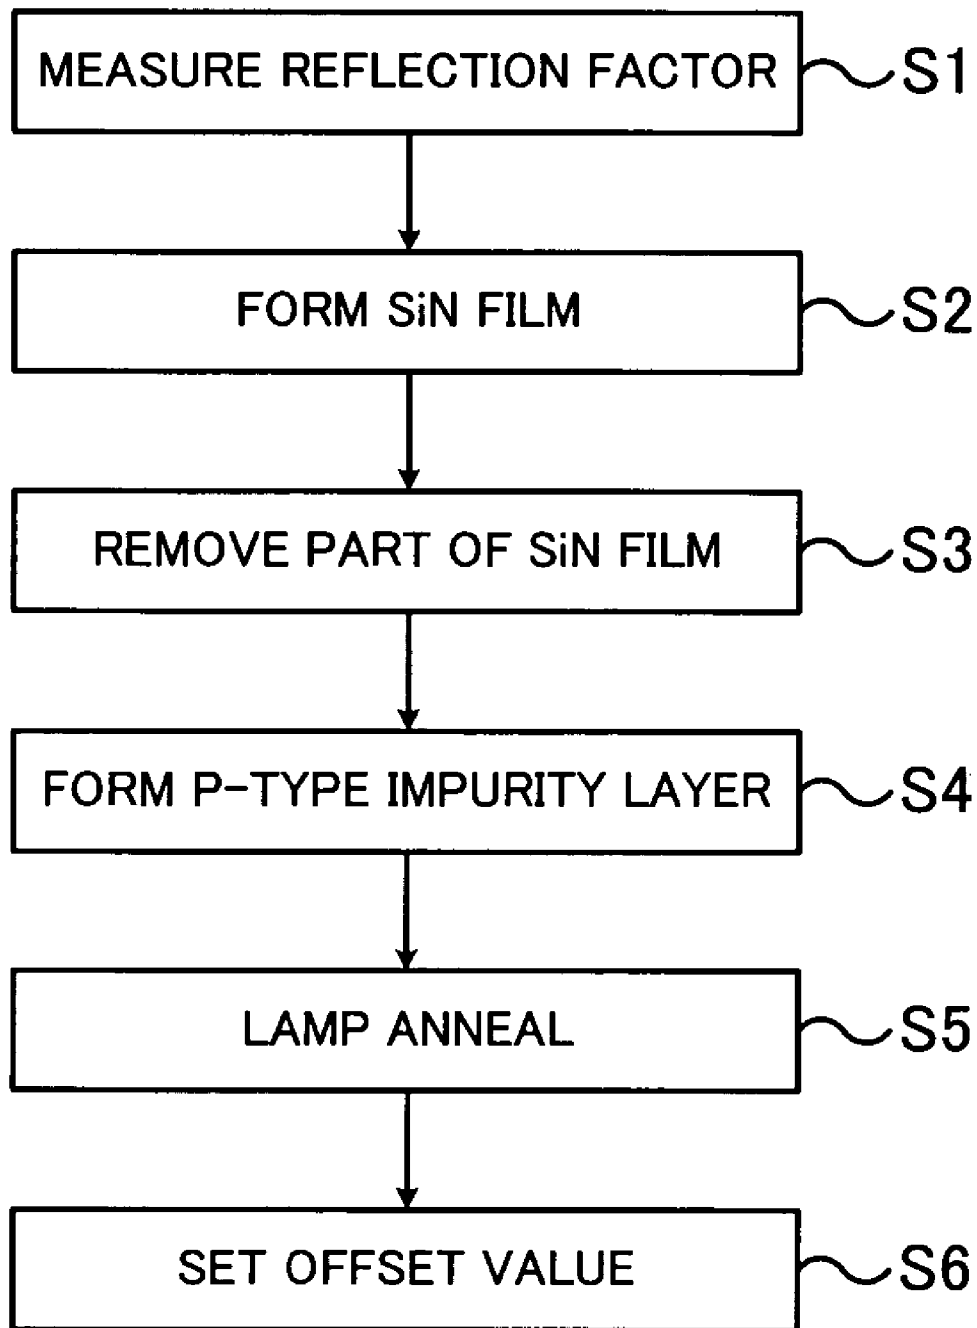 MEASURE REFLECTION FACTOR S1
FORM SiN FILM S2
REMOVE PART OF SiN FILM S3
FORM P-TYPE IMPURITY LAYER S4
LAMP ANNEAL S5
SET OFFSET VALUE S6